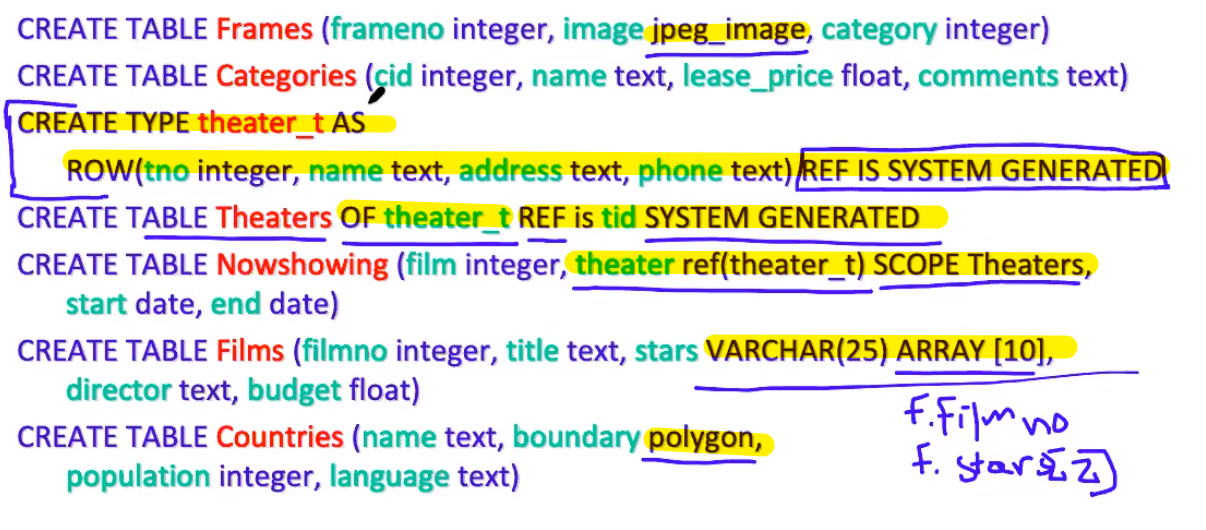 CREATE TABLE Frames (frameno integer, image jpeg_image, category integer)
CREATE TABLE Categories (cid integer, name text, lease_price float, comments text)
CREATE TYPE theater_t AS
ROW(tno integer, name text, address text, phone text) REF IS SYSTEM GENERATED
CREATE TABLE Theaters OF theater_t REF is tid SYSTEM GENERATED
CREATE TABLE Nowshowing (film integer, theater ref(theater_t) SCOPE Theaters,
start date, end date)
CREATE TABLE Films (filmno integer, title text, stars VARCHAR(25) ARRAY [10],
director text, budget float)
CREATE TABLE Countries (name text, boundary polygon,
population integer, language text)
f.filmno
f.stars[2]